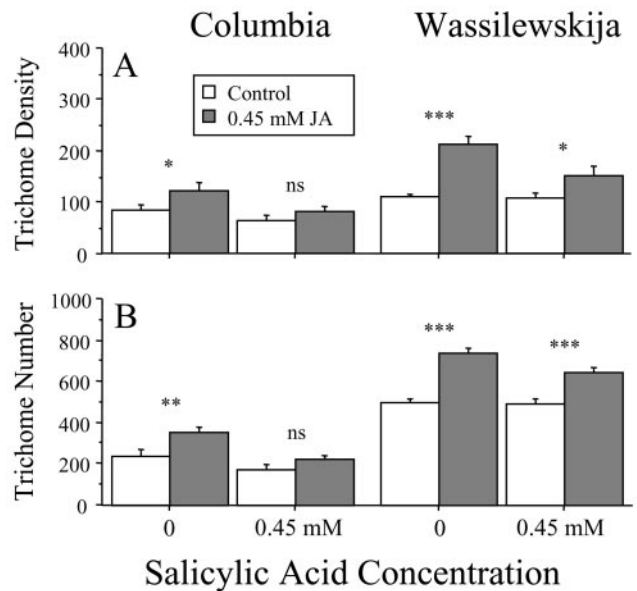 Columbia Wassilewskija
A
Trichome Density
400
300
200
100
0
Control
0.45 mM JA
*
ns
***
*
B
Trichome Number
1000
800
600
400
200
0
**
ns
***
***
0 0.45 mM 0 0.45 mM
Salicylic Acid Concentration